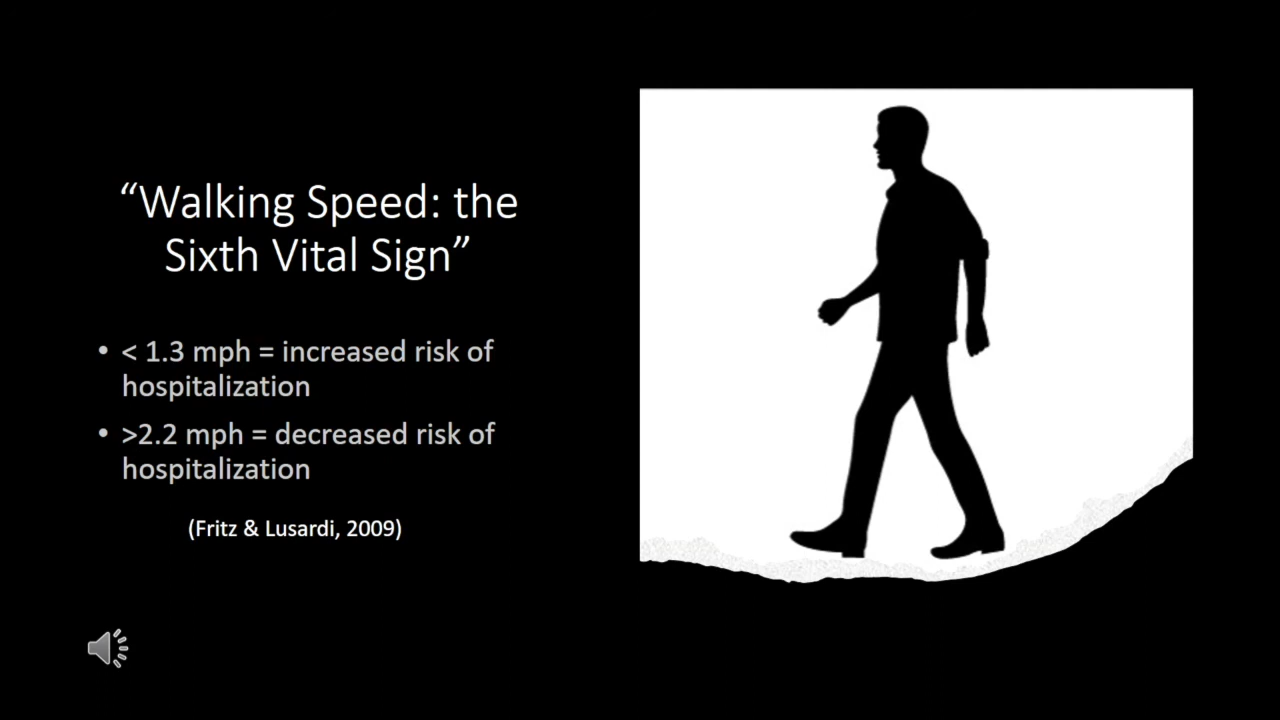 “Walking Speed: the
Sixth Vital Sign”
• < 1.3 mph = increased risk of
hospitalization
• >2.2 mph = decreased risk of
hospitalization
(Fritz & Lusardi, 2009)